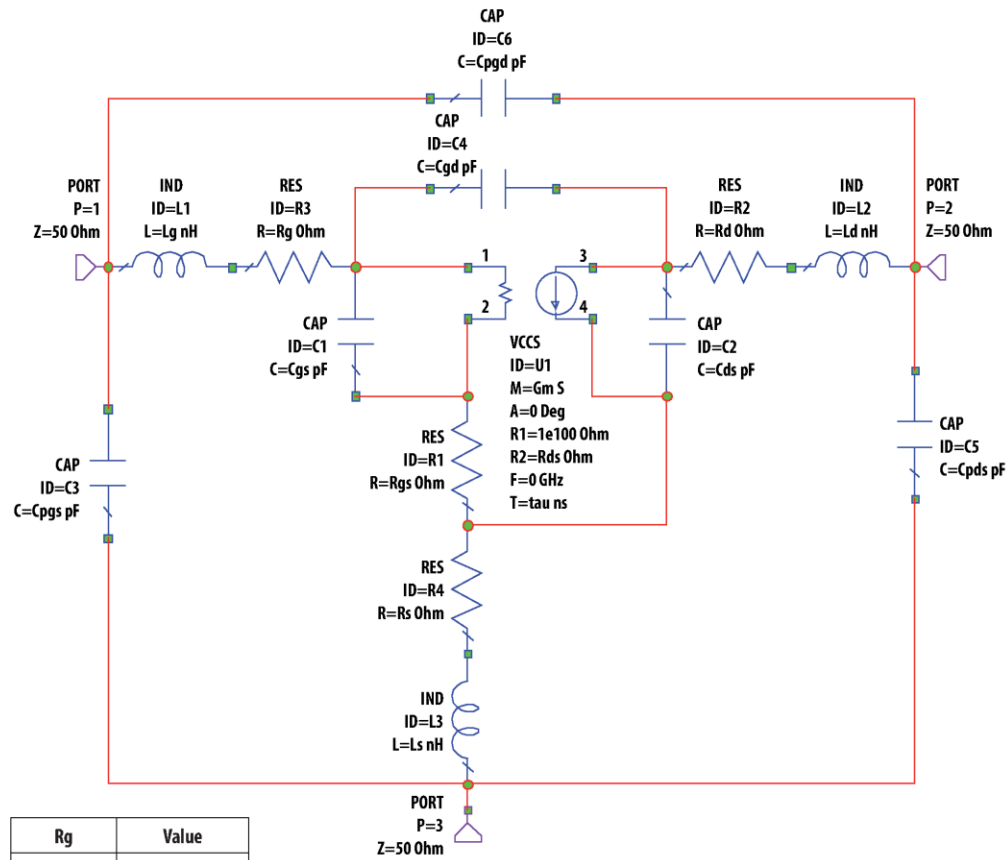 CAP
ID=C6
C=Cpgd pF
CAP
ID=C4
C=Cgd pF
PORT
P=1
Z=50 Ohm
IND
ID=L1
L=Lg nH
RES
ID=R3
R=Rg Ohm
RES
ID=R2
R=Rd Ohm
IND
ID=L2
L=Ld nH
PORT
P=2
Z=50 Ohm
1
2
3
4
CAP
ID=C1
C=Cgs pF
VCCS
ID=U1
M=Gm S
A=0 Deg
R1=1e100 Ohm
R2=Rds Ohm
F=0 GHz
T=tau ns
CAP
ID=C2
C=Cds pF
CAP
ID=C3
C=Cpgs pF
RES
ID=R1
R=Rgs Ohm
CAP
ID=C5
C=Cpds pF
RES
ID=R4
R=Rs Ohm
IND
ID=L3
L=Ls nH
PORT
P=3
Z=50 Ohm
Rg Value